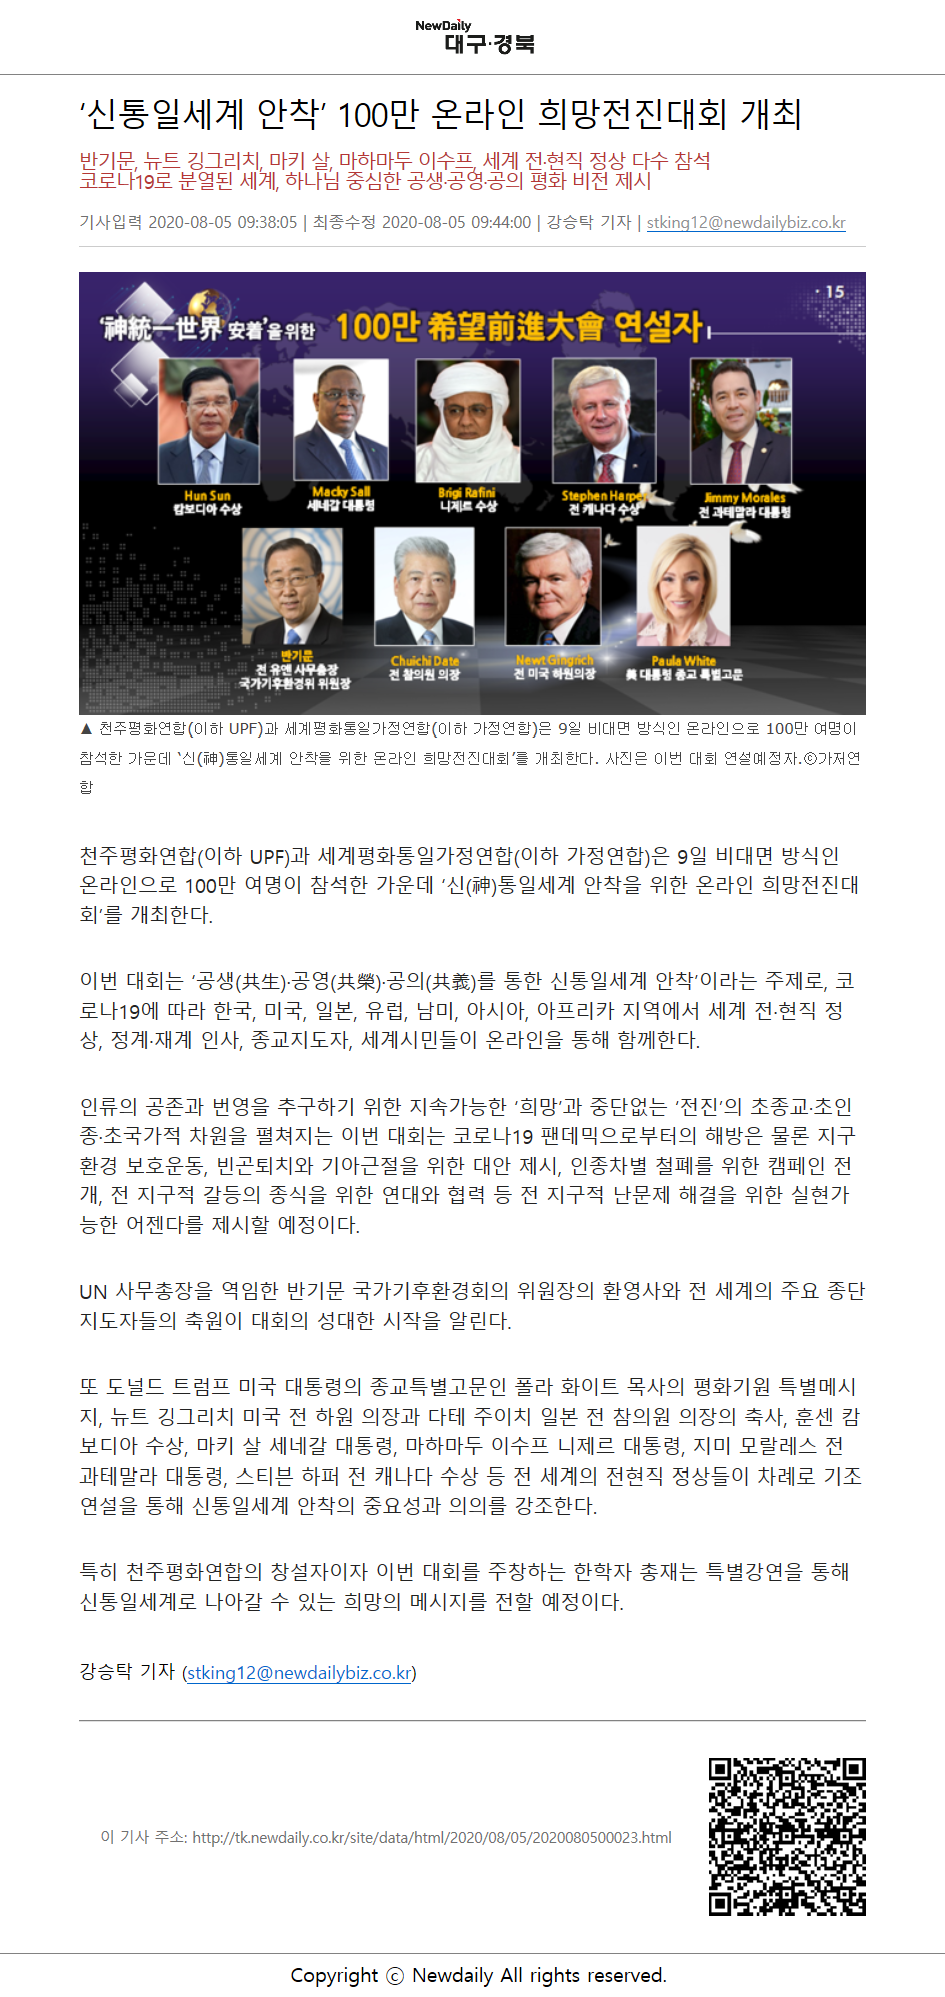 NewDaily
대구·경북
‘신통일세계 안착’ 100만 온라인 희망전진대회 개최
반기문, 뉴트 깅그리치, 마키 살, 마하마두 이수프, 세계 전·현직 정상 다수 참석
코로나19로 분열된 세계, 하나님 중심한 공생·공영·공의 평화 비전 제시
기사입력 2020-08-05 09:38:05 | 최종수정 2020-08-05 09:44:00 | 강승탁 기자 | stking12@newdailybiz.co.kr
· 15
‘神統一世界 安着’을 위한 100만 希望前進大會 연설자
Hun Sun
캄보디아 수상
Macky Sall
세네갈 대통령
Brigi Rafini
니제르 수상
Stephen Harper
전 캐나다 수상
Jimmy Morales
전 과테말라 대통령
반기문
전 유엔 사무총장
국가기후환경위 위원장
Chuichi Date
전 참의원 의장
Newt Gingrich
전 미국 하원의장
Paula White
美 대통령 종교 특별고문
▲ 천주평화연합(이하 UPF)과 세계평화통일가정연합(이하 가정연합)은 9일 비대면 방식인 온라인으로 100만 여명이
참석한 가운데 ‘신(神)통일세계 안착을 위한 온라인 희망전진대회’를 개최한다. 사진은 이번 대회 연설예정자.ⓒ가저연
합
천주평화연합(이하 UPF)과 세계평화통일가정연합(이하 가정연합)은 9일 비대면 방식인
온라인으로 100만 여명이 참석한 가운데 ‘신(神)통일세계 안착을 위한 온라인 희망전진대
회’를 개최한다.
이번 대회는 ‘공생(共生)·공영(共榮)·공의(共義)를 통한 신통일세계 안착’이라는 주제로, 코
로나19에 따라 한국, 미국, 일본, 유럽, 남미, 아시아, 아프리카 지역에서 세계 전·현직 정
상, 정계·재계 인사, 종교지도자, 세계시민들이 온라인을 통해 함께한다.
인류의 공존과 번영을 추구하기 위한 지속가능한 ‘희망’과 중단없는 ‘전진’의 초종교·초인
종·초국가적 차원을 펼쳐지는 이번 대회는 코로나19 팬데믹으로부터의 해방은 물론 지구
환경 보호운동, 빈곤퇴치와 기아근절을 위한 대안 제시, 인종차별 철폐를 위한 캠페인 전
개, 전 지구적 갈등의 종식을 위한 연대와 협력 등 전 지구적 난문제 해결을 위한 실현가
능한 어젠다를 제시할 예정이다.
UN 사무총장을 역임한 반기문 국가기후환경회의 위원장의 환영사와 전 세계의 주요 종단
지도자들의 축원이 대회의 성대한 시작을 알린다.
또 도널드 트럼프 미국 대통령의 종교특별고문인 폴라 화이트 목사의 평화기원 특별메시
지, 뉴트 깅그리치 미국 전 하원 의장과 다테 주이치 일본 전 참의원 의장의 축사, 훈센 캄
보디아 수상, 마키 살 세네갈 대통령, 마하마두 이수프 니제르 대통령, 지미 모랄레스 전
과테말라 대통령, 스티븐 하퍼 전 캐나다 수상 등 전 세계의 전현직 정상들이 차례로 기조
연설을 통해 신통일세계 안착의 중요성과 의의를 강조한다.
특히 천주평화연합의 창설자이자 이번 대회를 주창하는 한학자 총재는 특별강연을 통해
신통일세계로 나아갈 수 있는 희망의 메시지를 전할 예정이다.
강승탁 기자 (stking12@newdailybiz.co.kr)
이 기사 주소: http://tk.newdaily.co.kr/site/data/html/2020/08/05/2020080500023.html
Copyright ⓒ Newdaily All rights reserved.